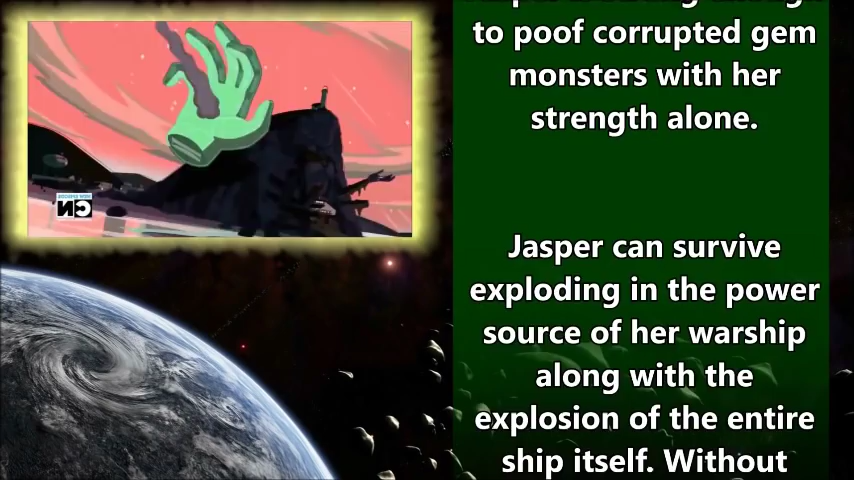 to poof corrupted gem
monsters with her
strength alone.
Jasper can survive
exploding in the power
source of her warship
along with the
explosion of the entire
ship itself. Without
CN